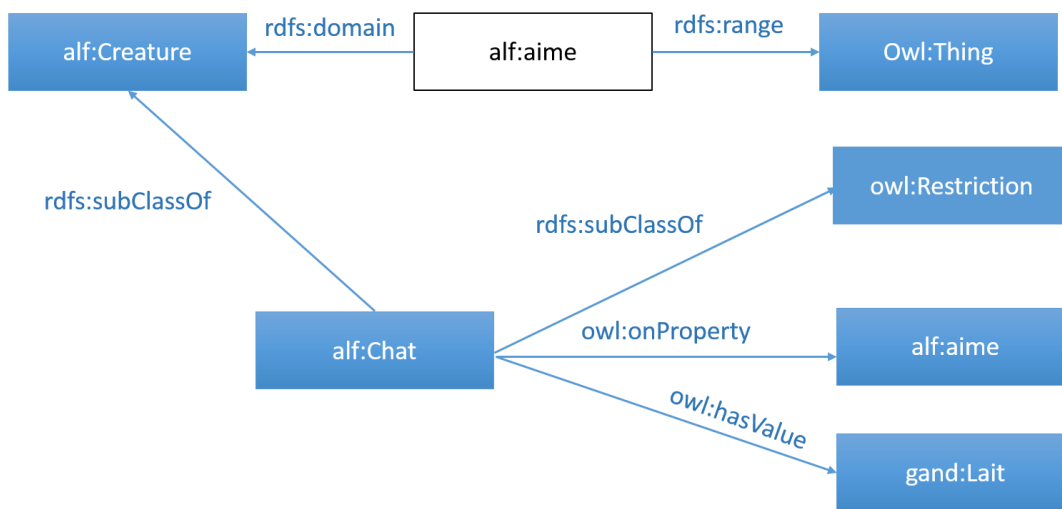 alf:Creature
rdfs:domain
alf:aime
rdfs:range
Owl:Thing
rdfs:subClassOf
rdfs:subClassOf
owl:Restriction
alf:Chat
owl:onProperty
alf:aime
owl:hasValue
gand:Lait